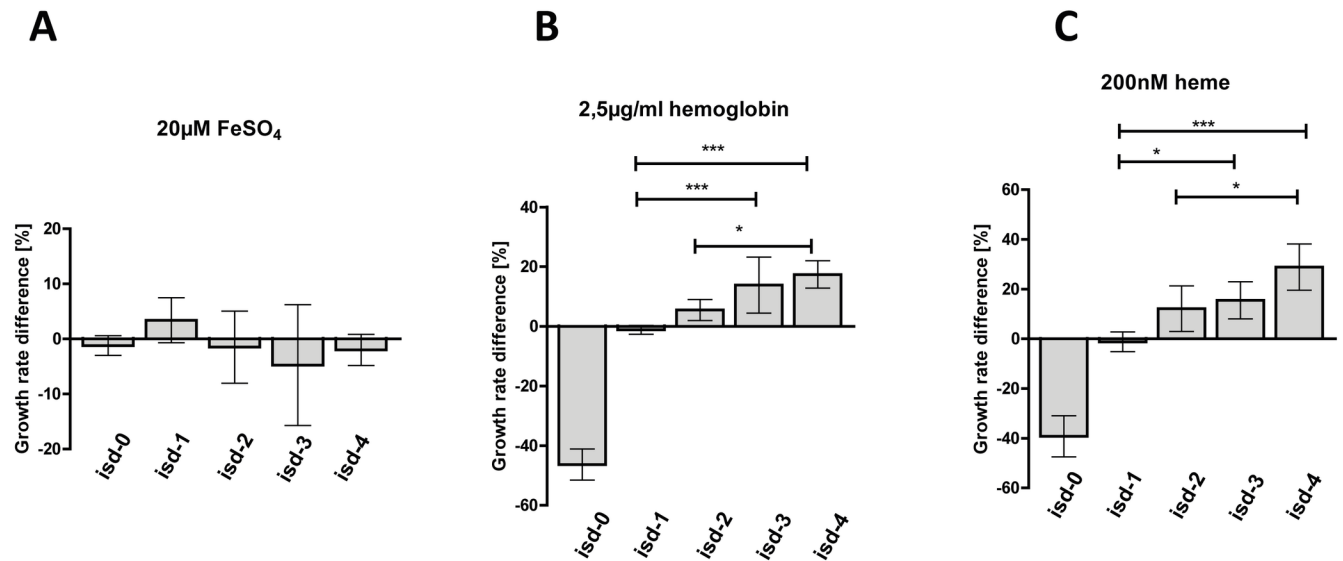 A
B
C
20µM FeSO₄
2,5µg/ml hemoglobin
200nM heme
Growth rate difference [%]
20
10
0
-10
-20
isd-0
isd-1
isd-2
isd-3
isd-4
***
***
*
Growth rate difference [%]
40
20
0
-20
-40
-60
isd-0
isd-1
isd-2
isd-3
isd-4
***
*
*
Growth rate difference [%]
60
40
20
0
-20
-40
-60
isd-0
isd-1
isd-2
isd-3
isd-4